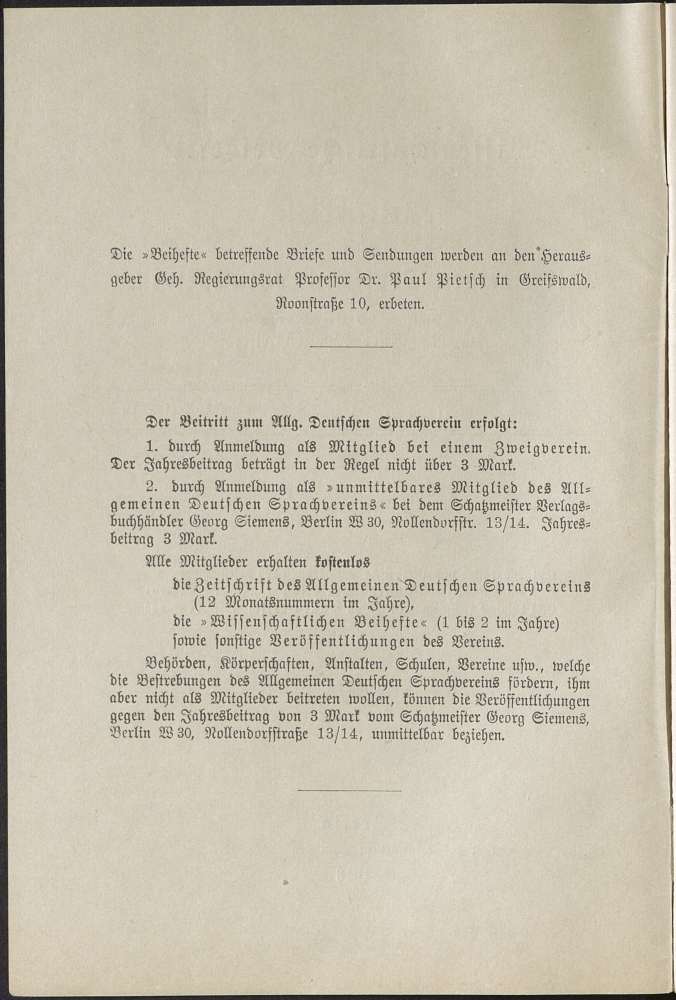 Die »Beihefte« betreffende Briefe und Sendungen werden an den Heraus-
geber Geh. Regierungsrat Professor Dr. Paul Pietsch in Greifswald,
Roonstraße 10, erbeten.
Der Beitritt zum Allg. Deutschen Sprachverein erfolgt:
1. durch Anmeldung als Mitglied bei einem Zweigverein.
Der Jahresbeitrag beträgt in der Regel nicht über 3 Mark.
2. durch Anmeldung als »unmittelbares Mitglied des All-
gemeinen Deutschen Sprachvereins« bei dem Schatzmeister Verlags-
buchhändler Georg Siemens, Berlin W 30, Nollendorfstr. 13/14. Jahres-
beitrag 3 Mark.
Alle Mitglieder erhalten kostenlos
die Zeitschrift des Allgemeinen Deutschen Sprachvereins
(12 Monatsnummern im Jahre),
die »Wissenschaftlichen Beihefte« (1 bis 2 im Jahre)
sowie sonstige Veröffentlichungen des Vereins.
Behörden, Körperschaften, Anstalten, Schulen, Vereine usw., welche
die Bestrebungen des Allgemeinen Deutschen Sprachvereins fördern, ihm
aber nicht als Mitglieder beitreten wollen, können die Veröffentlichungen
gegen den Jahresbeitrag von 3 Mark vom Schatzmeister Georg Siemens,
Berlin W 30, Nollendorfstraße 13/14, unmittelbar beziehen.